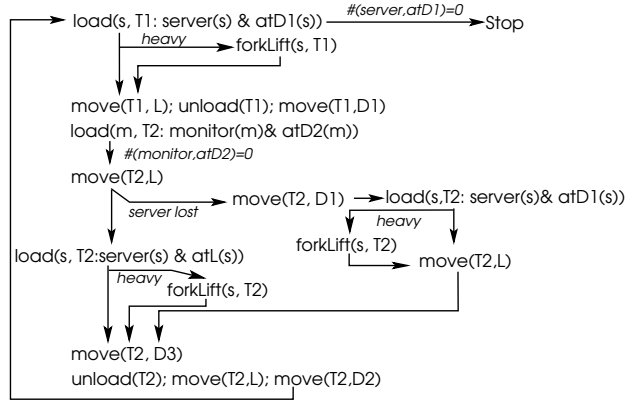 load(s, T1: server(s) & atD1(s)) #(server,atD1)=0 Stop
heavy forkLift(s, T1)
move(T1, L); unload(T1); move(T1,D1)
load(m, T2: monitor(m)& atD2(m))
#(monitor,atD2)=0
move(T2,L)
server lost move(T2, D1) load(s,T2: server(s)& atD1(s))
heavy
forkLift(s, T2)
load(s, T2:server(s) & atL(s)) move(T2,L)
heavy
forkLift(s, T2)
move(T2, D3)
unload(T2); move(T2,L); move(T2,D2)